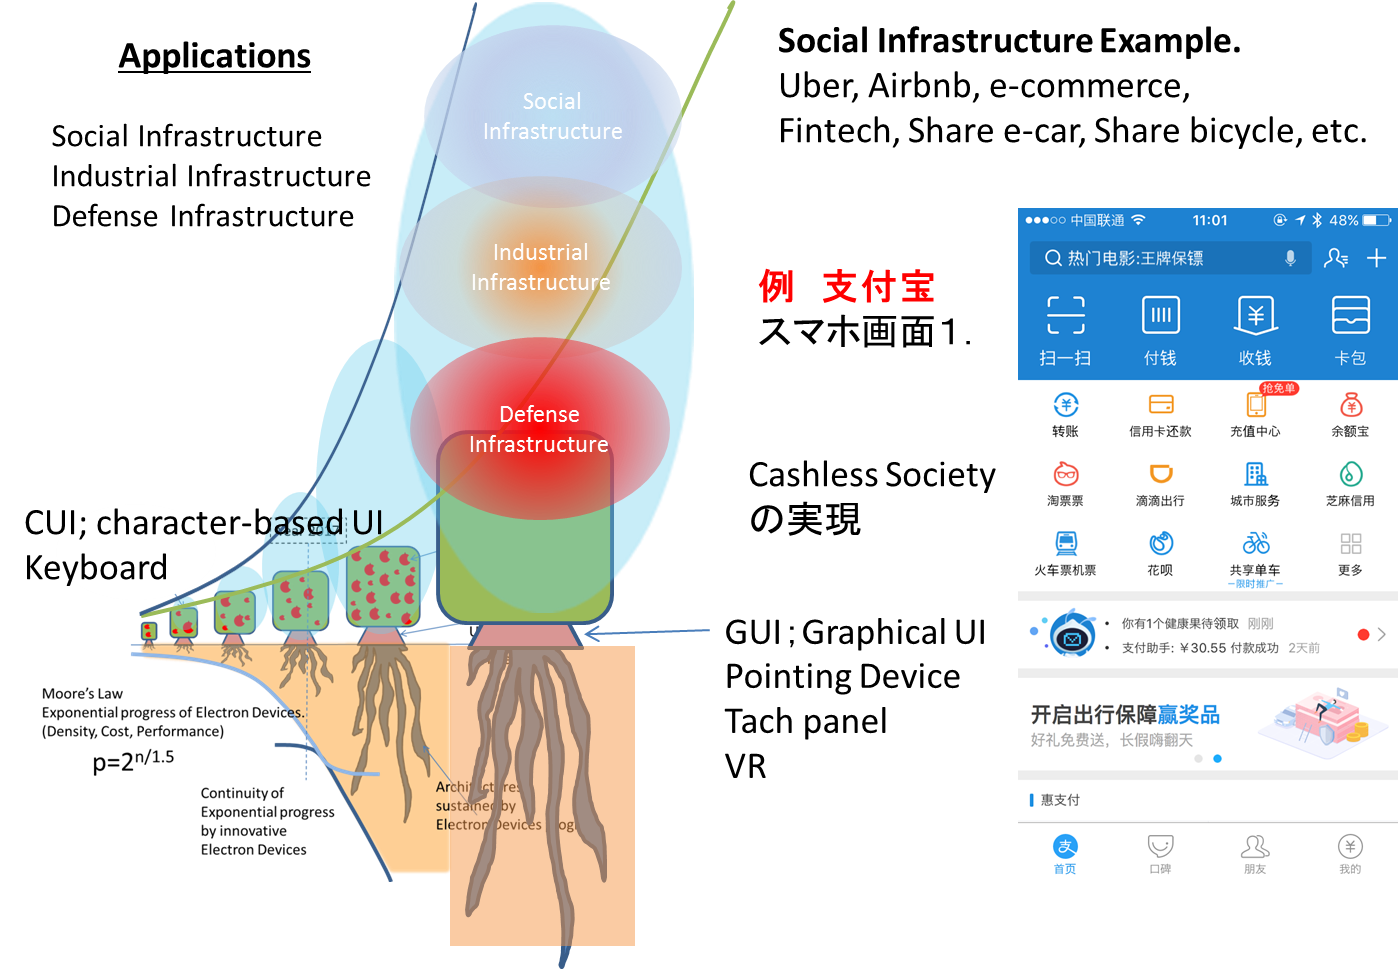 Applications
Social Infrastructure
Industrial Infrastructure
Defense Infrastructure
Social
Infrastructure
Industrial
Infrastructure
Defense
Infrastructure
CUI; character-based UI
Keyboard
Year 2017
U
Moore's Law
Exponential progress of Electron Devices.
(Density, Cost, Performance)
p=2^n/1.5
Continuity of
Exponential progress
by innovative
Electron Devices
Architectures
sustained by
Electron Devices prog
Social Infrastructure Example.
Uber, Airbnb, e-commerce,
Fintech, Share e-car, Share bicycle, etc.
例 支付宝
スマホ画面１．
Cashless Society
の実現
GUI ; Graphical UI
Pointing Device
Tach panel
VR
中国联通 11:01 48%
热门电影:王牌保镖
扫一扫 付钱 收钱 卡包
抢免单
转账 信用卡还款 充值中心 余额宝
淘票票 滴滴出行 城市服务 芝麻信用
火车票机票 花呗 共享单车 更多
限时推广
• 你有1个健康果待领取 刚刚
• 支付助手: ￥30.55 付款成功 2天前
开启出行保障赢奖品
好礼免费送，长假嗨翻天
惠支付
首页 口碑 朋友 我的